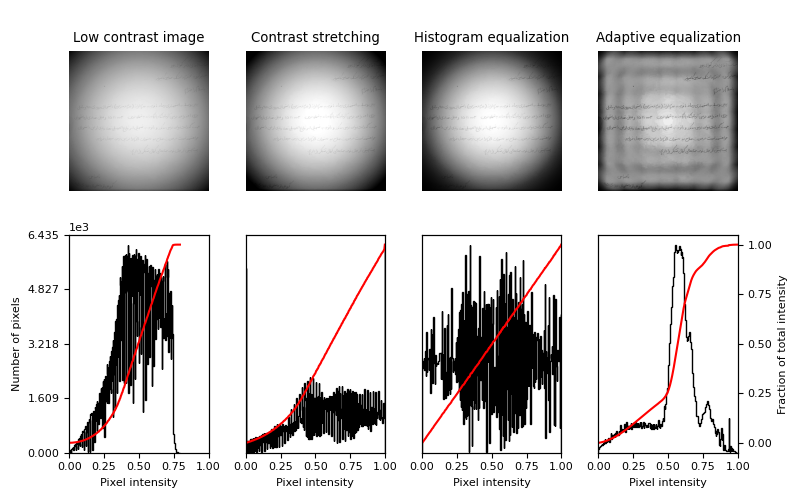 Low contrast image Contrast stretching Histogram equalization Adaptive equalization
1e3
6.435
4.827
3.218
1.609
0.000
Number of pixels
0.00 0.25 0.50 0.75 1.00
Pixel intensity
0.00 0.25 0.50 0.75 1.00
Pixel intensity
0.00 0.25 0.50 0.75 1.00
Pixel intensity
0.00 0.25 0.50 0.75 1.00
Pixel intensity
1.00
0.75
0.50
0.25
0.00
Fraction of total intensity